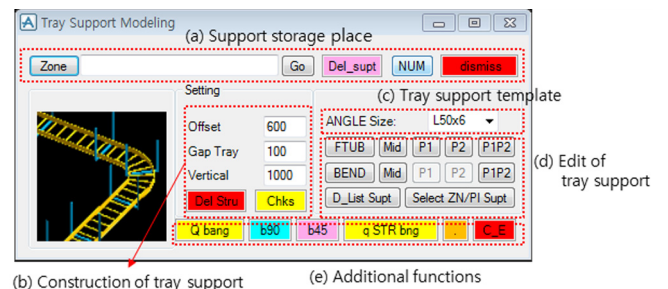 Tray Support Modeling
(a) Support storage place
Zone Go Del_supt NUM dismiss
Setting
(c) Tray support template
Offset 600 ANGLE Size: L50x6
Gap Tray 100 FTUB Mid P1 P2 P1P2
Vertical 1000 BEND Mid P1 P2 P1P2
(d) Edit of
tray support
Del Stru Chks D_List Supt Select ZN/PI Supt
Q bang b90 b45 q STR bng . C_E
(b) Construction of tray support
(e) Additional functions